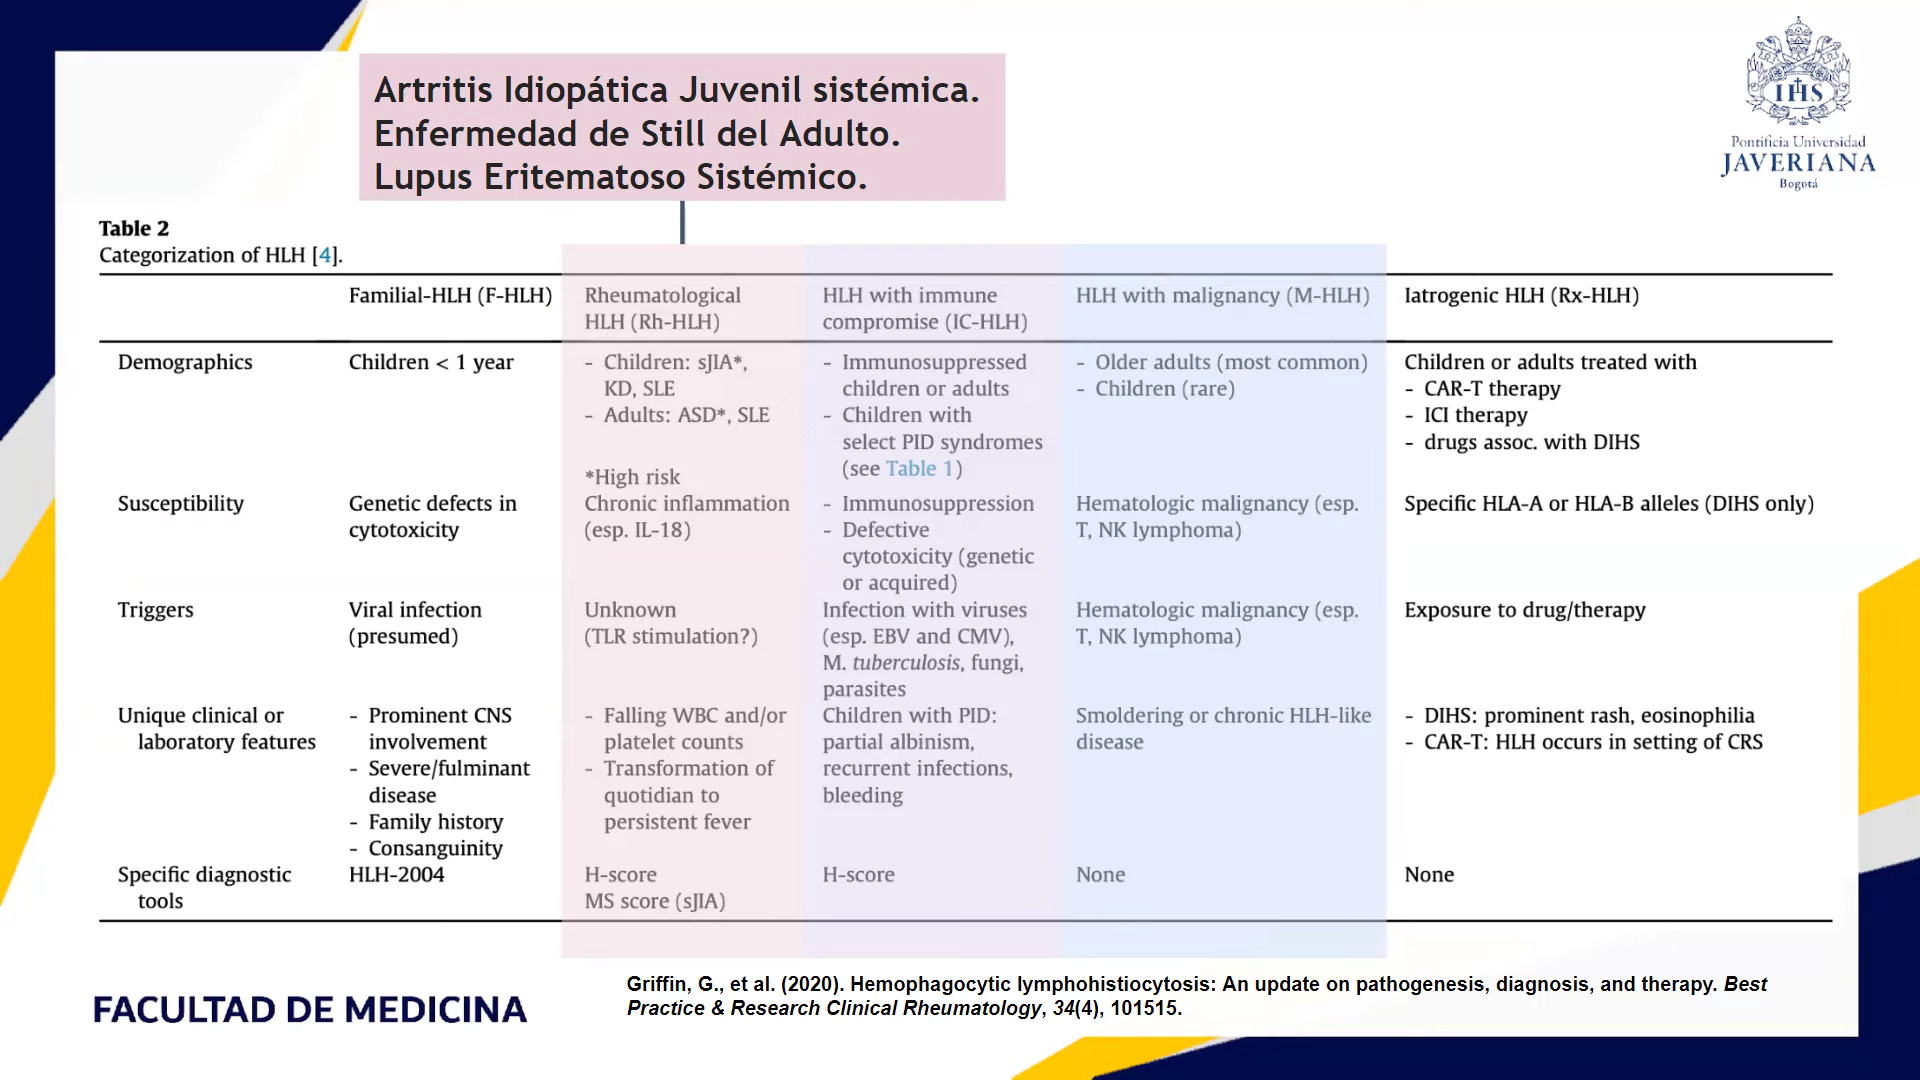 Artritis Idiopática Juvenil sistémica.
Enfermedad de Still del Adulto.
Lupus Eritematoso Sistémico.
IHS
Pontificia Universidad
JAVERIANA
Bogotá
Table 2
Categorization of HLH [4].
Familial-HLH (F-HLH)
Rheumatological
HLH (Rh-HLH)
HLH with immune
compromise (IC-HLH)
HLH with malignancy (M-HLH)
Iatrogenic HLH (Rx-HLH)
Demographics
Children < 1 year
- Children: sJIA*,
KD, SLE
- Adults: ASD*, SLE
*High risk
- Immunosuppressed
children or adults
- Children with
select PID syndromes
(see Table 1)
- Older adults (most common)
- Children (rare)
Children or adults treated with
- CAR-T therapy
- ICI therapy
- drugs assoc. with DIHS
Susceptibility
Genetic defects in
cytotoxicity
Chronic inflammation
(esp. IL-18)
- Immunosuppression
- Defective
cytotoxicity (genetic
or acquired)
Hematologic malignancy (esp.
T, NK lymphoma)
Specific HLA-A or HLA-B alleles (DIHS only)
Triggers
Viral infection
(presumed)
Unknown
(TLR stimulation?)
Infection with viruses
(esp. EBV and CMV),
M. tuberculosis, fungi,
parasites
Hematologic malignancy (esp.
T, NK lymphoma)
Exposure to drug/therapy
Unique clinical or
laboratory features
- Prominent CNS
involvement
- Severe/fulminant
disease
- Family history
- Consanguinity
- Falling WBC and/or
platelet counts
- Transformation of
quotidian to
persistent fever
Children with PID:
partial albinism,
recurrent infections,
bleeding
Smoldering or chronic HLH-like
disease
- DIHS: prominent rash, eosinophilia
- CAR-T: HLH occurs in setting of CRS
Specific diagnostic
tools
HLH-2004
H-score
MS score (sJIA)
H-score
None
None
FACULTAD DE MEDICINA
Griffin, G., et al. (2020). Hemophagocytic lymphohistiocytosis: An update on pathogenesis, diagnosis, and therapy. Best
Practice & Research Clinical Rheumatology, 34(4), 101515.